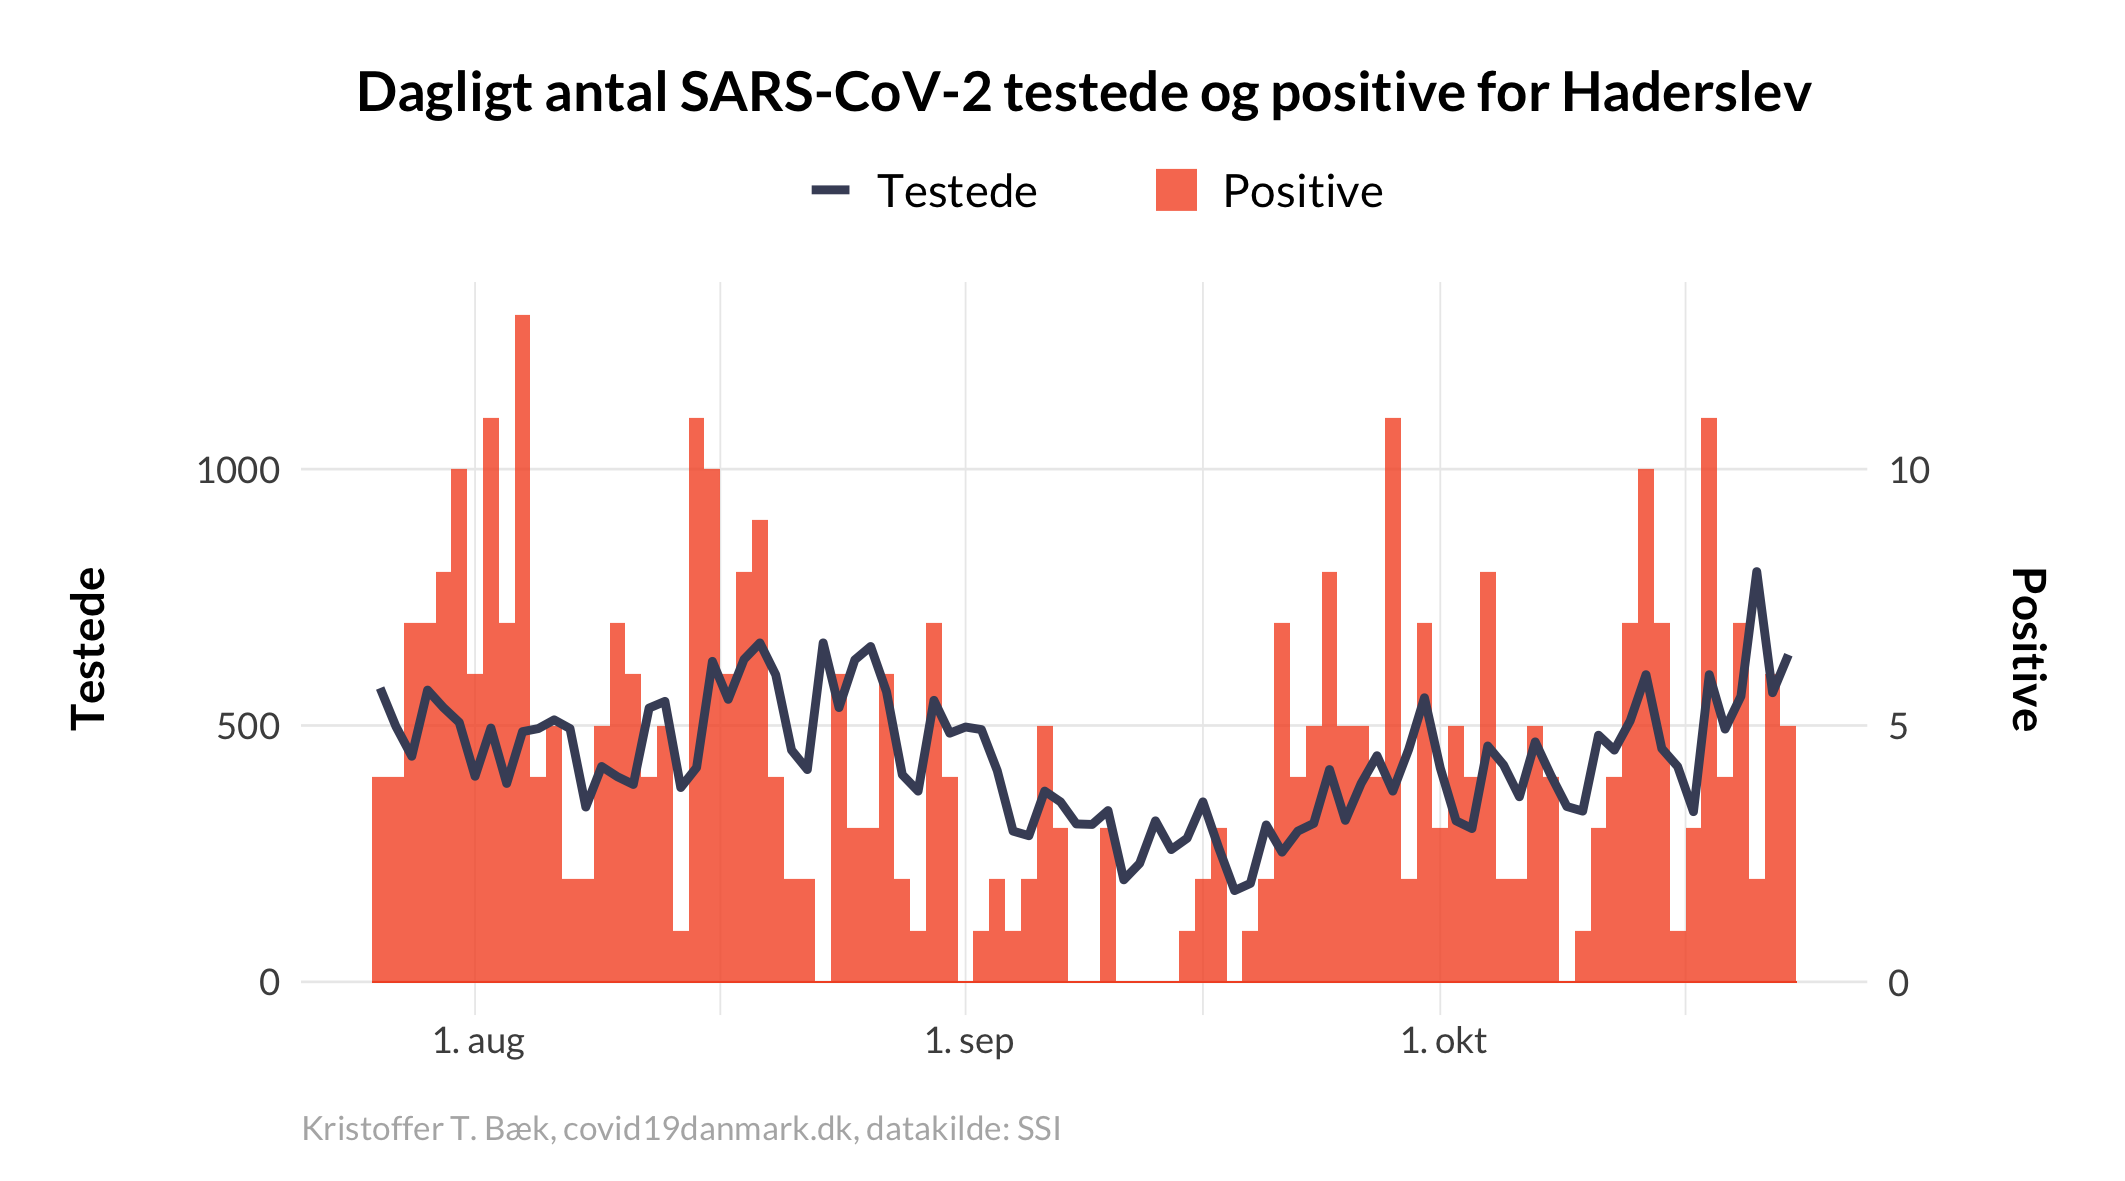 Dagligt antal SARS-CoV-2 testede og positive for Haderslev
Testede
Positive
1000
500
0
Testede
10
5
0
Positive
1. aug
1. sep
1. okt
Kristoffer T. Bæk, covid19danmark.dk, datakilde: SSI